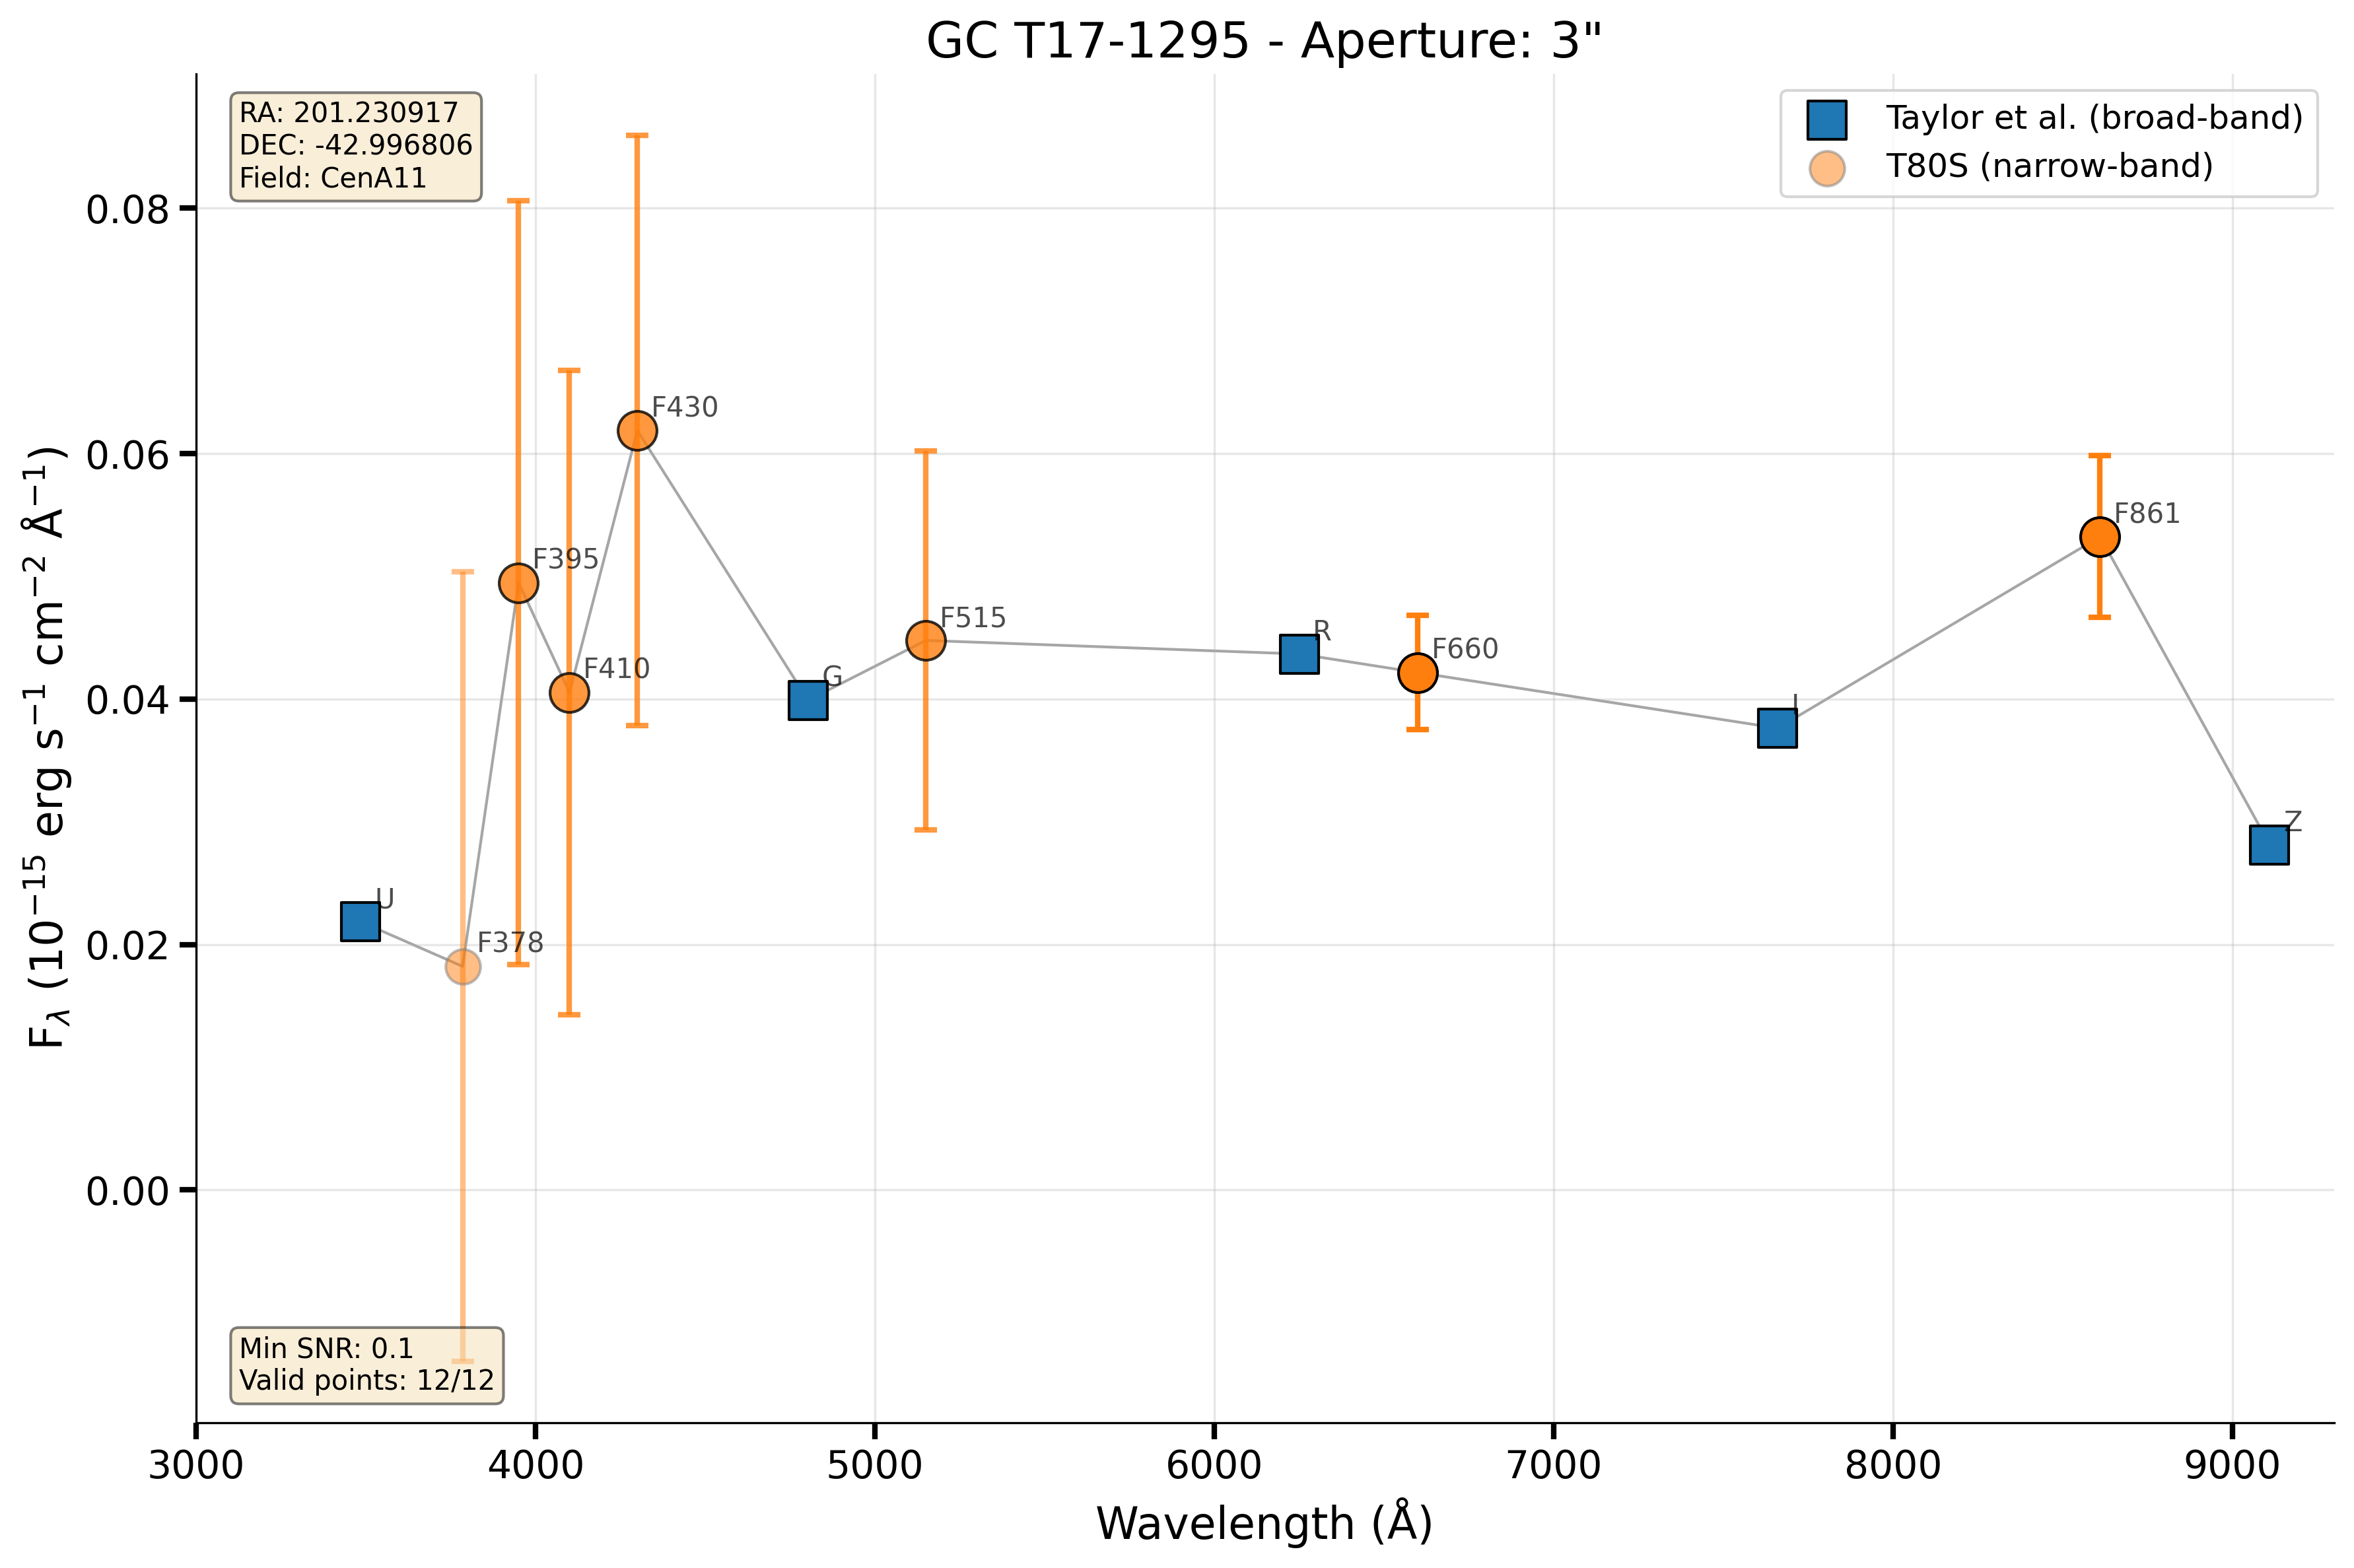 GC T17-1295 - Aperture: 3"
RA: 201.230917
DEC: -42.996806
Field: CenA11
Taylor et al. (broad-band)
T80S (narrow-band)
F_λ (10⁻¹⁵ erg s⁻¹ cm⁻² Å⁻¹)
0.08
0.06
0.04
0.02
0.00
U
F378
F395
F410
F430
G
F515
R
F660
I
F861
Z
Min SNR: 0.1
Valid points: 12/12
3000 4000 5000 6000 7000 8000 9000
Wavelength (Å)